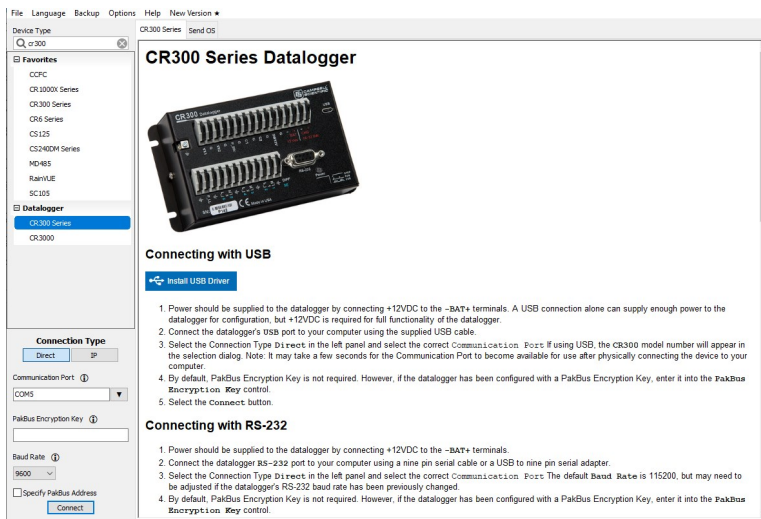 File Language Backup Options Help New Version ★
Device Type
cr300
Favorites
CCFC
CR1000X Series
CR300 Series
CR6 Series
CS125
CS240DM Series
MD485
RainVUE
SC105
Datalogger
CR300 Series
CR3000
Connection Type
Direct IP
Communication Port
COM5
PakBus Encryption Key
Baud Rate
9600
Specify PakBus Address
Connect
CR300 Series Send OS
CR300 Series Datalogger
CR300 Datalogger
CAMPBELL SCIENTIFIC
USB
RS-232
Made in USA
Connecting with USB
Install USB Driver
1. Power should be supplied to the datalogger by connecting +12VDC to the -BAT+ terminals. A USB connection alone can supply enough power to the
datalogger for configuration, but +12VDC is required for full functionality of the datalogger.
2. Connect the datalogger's USB port to your computer using the supplied USB cable.
3. Select the Connection Type Direct in the left panel and select the correct Communication Port If using USB, the CR300 model number will appear in
the selection dialog. Note: It may take a few seconds for the Communication Port to become available for use after physically connecting the device to your
computer.
4. By default, PakBus Encryption Key is not required. However, if the datalogger has been configured with a PakBus Encryption Key, enter it into the PakBus
Encryption Key control.
5. Select the Connect button.
Connecting with RS-232
1. Power should be supplied to the datalogger by connecting +12VDC to the -BAT+ terminals.
2. Connect the datalogger RS-232 port to your computer using a nine pin serial cable or a USB to nine pin serial adapter.
3. Select the Connection Type Direct in the left panel and select the correct Communication Port The default Baud Rate is 115200, but may need to
be adjusted if the datalogger's RS-232 baud rate has been previously changed.
4. By default, PakBus Encryption Key is not required. However, if the datalogger has been configured with a PakBus Encryption Key, enter it into the PakBus
Encryption Key control.